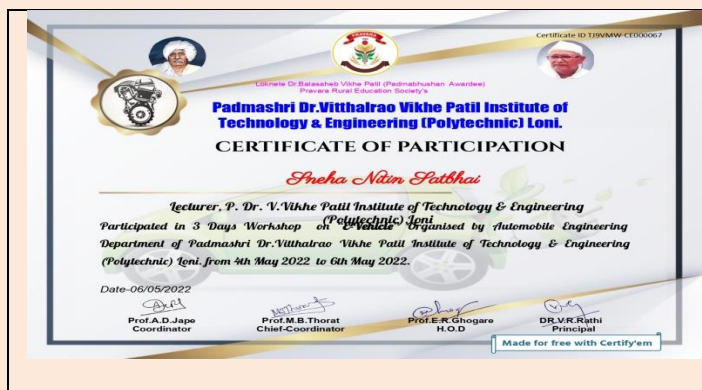 Certificate ID TJ9VMW-CE000067
PRAVARA
Loknete Dr.Balasaheb Vikhe Patil (Padmabhushan Awardee)
Pravara Rural Education Society's
Padmashri Dr.Vitthalrao Vikhe Patil Institute of
Technology & Engineering (Polytechnic) Loni.
CERTIFICATE OF PARTICIPATION
Sneha Nitin Satbhai
Lecturer, P. Dr. V.Vikhe Patil Institute of Technology & Engineering
(Polytechnic) Loni
Participated in 3 Days Workshop on "E-Vehicle" Organised by Automobile Engineering
Department of Padmashri Dr.Vitthalrao Vikhe Patil Institute of Technology & Engineering
(Polytechnic) Loni. from 4th May 2022 to 6th May 2022.
Date-06/05/2022
Prof.A.D.Jape Prof.M.B.Thorat Prof.E.R.Ghogare DR.V.R.Rathi
Coordinator Chief-Coordinator H.O.D Principal
Made for free with Certify'em